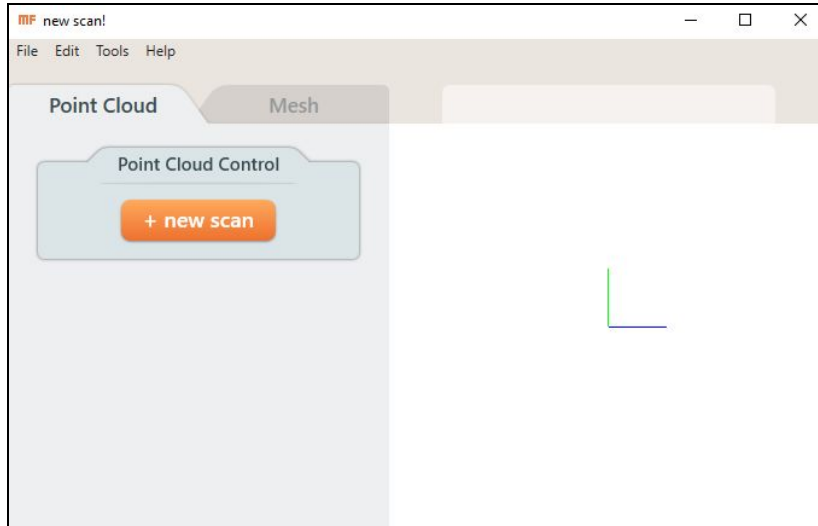 MF new scan!
File Edit Tools Help
Point Cloud Mesh
Point Cloud Control
+ new scan